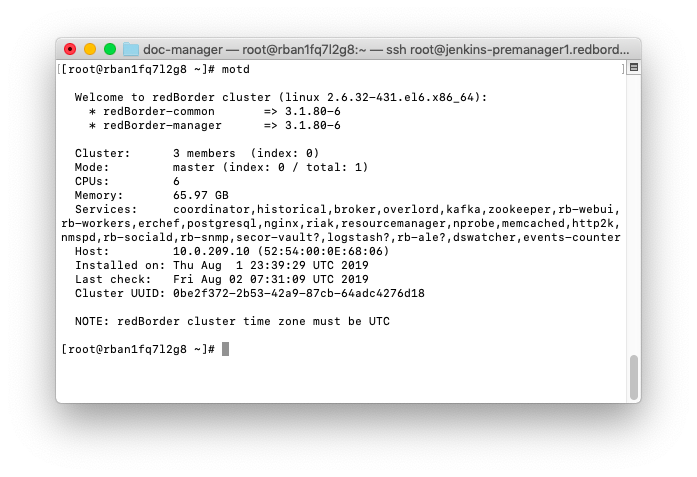 doc-manager — root@rban1fq7l2g8:~ — ssh root@jenkins-premanager1.redbord...
[[root@rban1fq7l2g8 ~]# motd ]
Welcome to redBorder cluster (linux 2.6.32-431.el6.x86_64):
* redBorder-common => 3.1.80-6
* redBorder-manager => 3.1.80-6
Cluster: 3 members (index: 0)
Mode: master (index: 0 / total: 1)
CPUs: 6
Memory: 65.97 GB
Services: coordinator,historical,broker,overlord,kafka,zookeeper,rb-webui,
rb-workers,erchef,postgresql,nginx,riak,resourcemanager,nprobe,memcached,http2k,
nmspd,rb-sociald,rb-snmp,secor-vault?,logstash?,rb-ale?,dswatcher,events-counter
Host: 10.0.209.10 (52:54:00:0E:68:06)
Installed on: Thu Aug 1 23:39:29 UTC 2019
Last check: Fri Aug 02 07:31:09 UTC 2019
Cluster UUID: 0be2f372-2b53-42a9-87cb-64adc4276d18
NOTE: redBorder cluster time zone must be UTC
[root@rban1fq7l2g8 ~]#